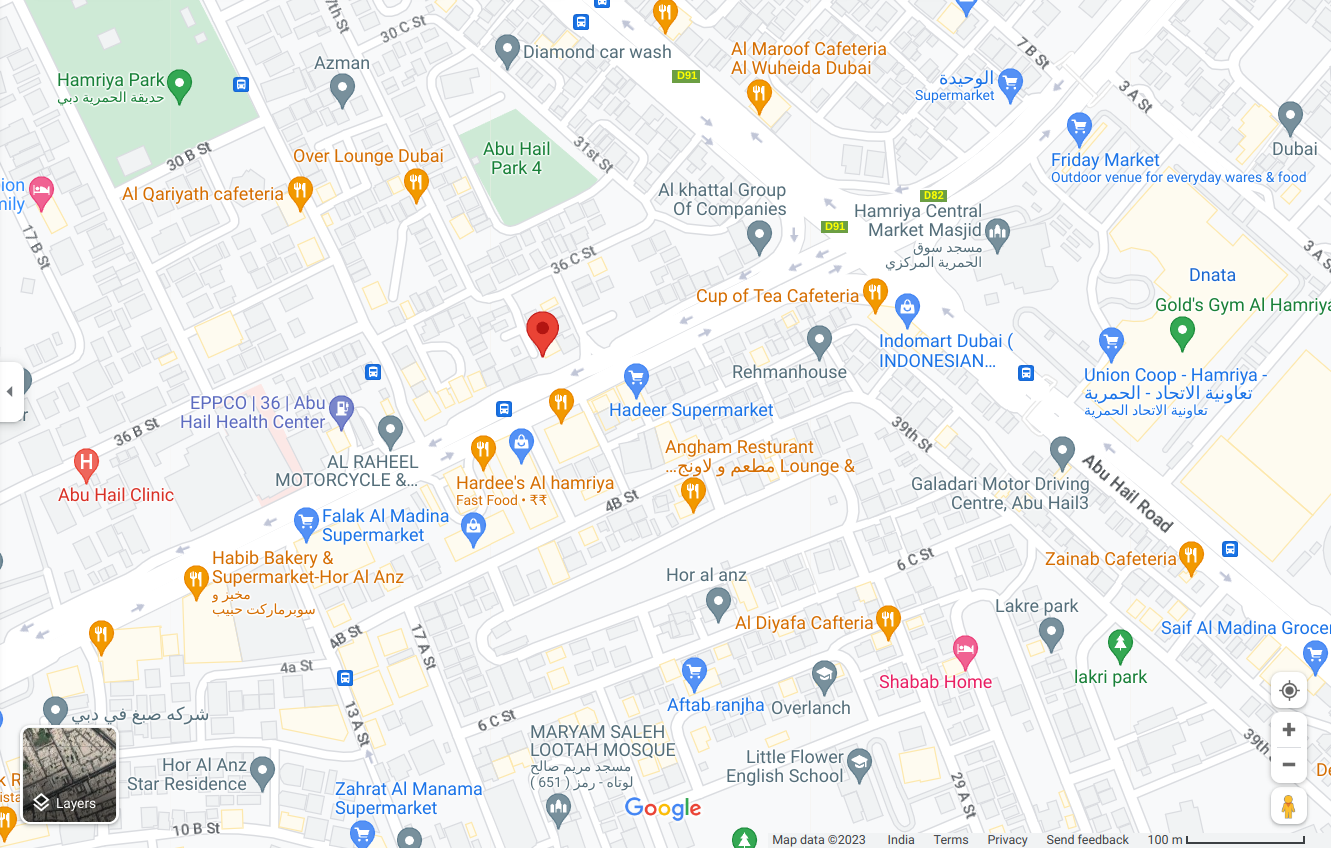 77th St
30 C St
Diamond car wash
Al Maroof Cafeteria
Al Wuheida Dubai
7 B St
Azman
D91
الوحيدة
Supermarket
3 A St
Hamriya Park
حديقة الحمرية دبي
Dubai
30 B St
Over Lounge Dubai
Abu Hail
Park 4
31st St
Friday Market
Outdoor venue for everyday wares & food
Al Qariyath cafeteria
Al khattal Group
Of Companies
D82
D91
Hamriya Central
Market Masjid
مسجد سوق
الحمرية المركزي
17 B St
36 C St
3 A St
Dnata
Cup of Tea Cafeteria
Gold's Gym Al Hamriya
Indomart Dubai (
INDONESIAN...
Rehmanhouse
Union Coop - Hamriya -
تعاونية الاتحاد - الحمرية
تعاونية الاتحاد الحمرية
EPPCO | 36 | Abu
Hail Health Center
Hadeer Supermarket
36 B St
39th St
Angham Resturant
& Lounge مطعم و لاونج...
AL RAHEEL
MOTORCYCLE &...
Abu Hail Clinic
Hardee's Al hamriya
Fast Food • ₹₹
4B St
Galadari Motor Driving
Centre, Abu Hail3
Abu Hail Road
Falak Al Madina
Supermarket
Habib Bakery &
Supermarket-Hor Al Anz
مخبز و
سوبرماركت حبيب
6 C St
Zainab Cafeteria
Hor al anz
Lakre park
Al Diyafa Cafteria
4B St
17 A St
Saif Al Madina Grocer
4a St
lakri park
Shabab Home
Aftab ranjha
Overlanch
شركه صبغ في دبي
13 A St
6 C St
MARYAM SALEH
LOOTAH MOSQUE
مسجد مريم صالح
لوتاه - رمز ( 651 )
39th
Little Flower
English School
Hor Al Anz
Star Residence
29 A St
Zahrat Al Manama
Supermarket
Layers
Google
10 B St
Map data ©2023
India
Terms
Privacy
Send feedback
100 m